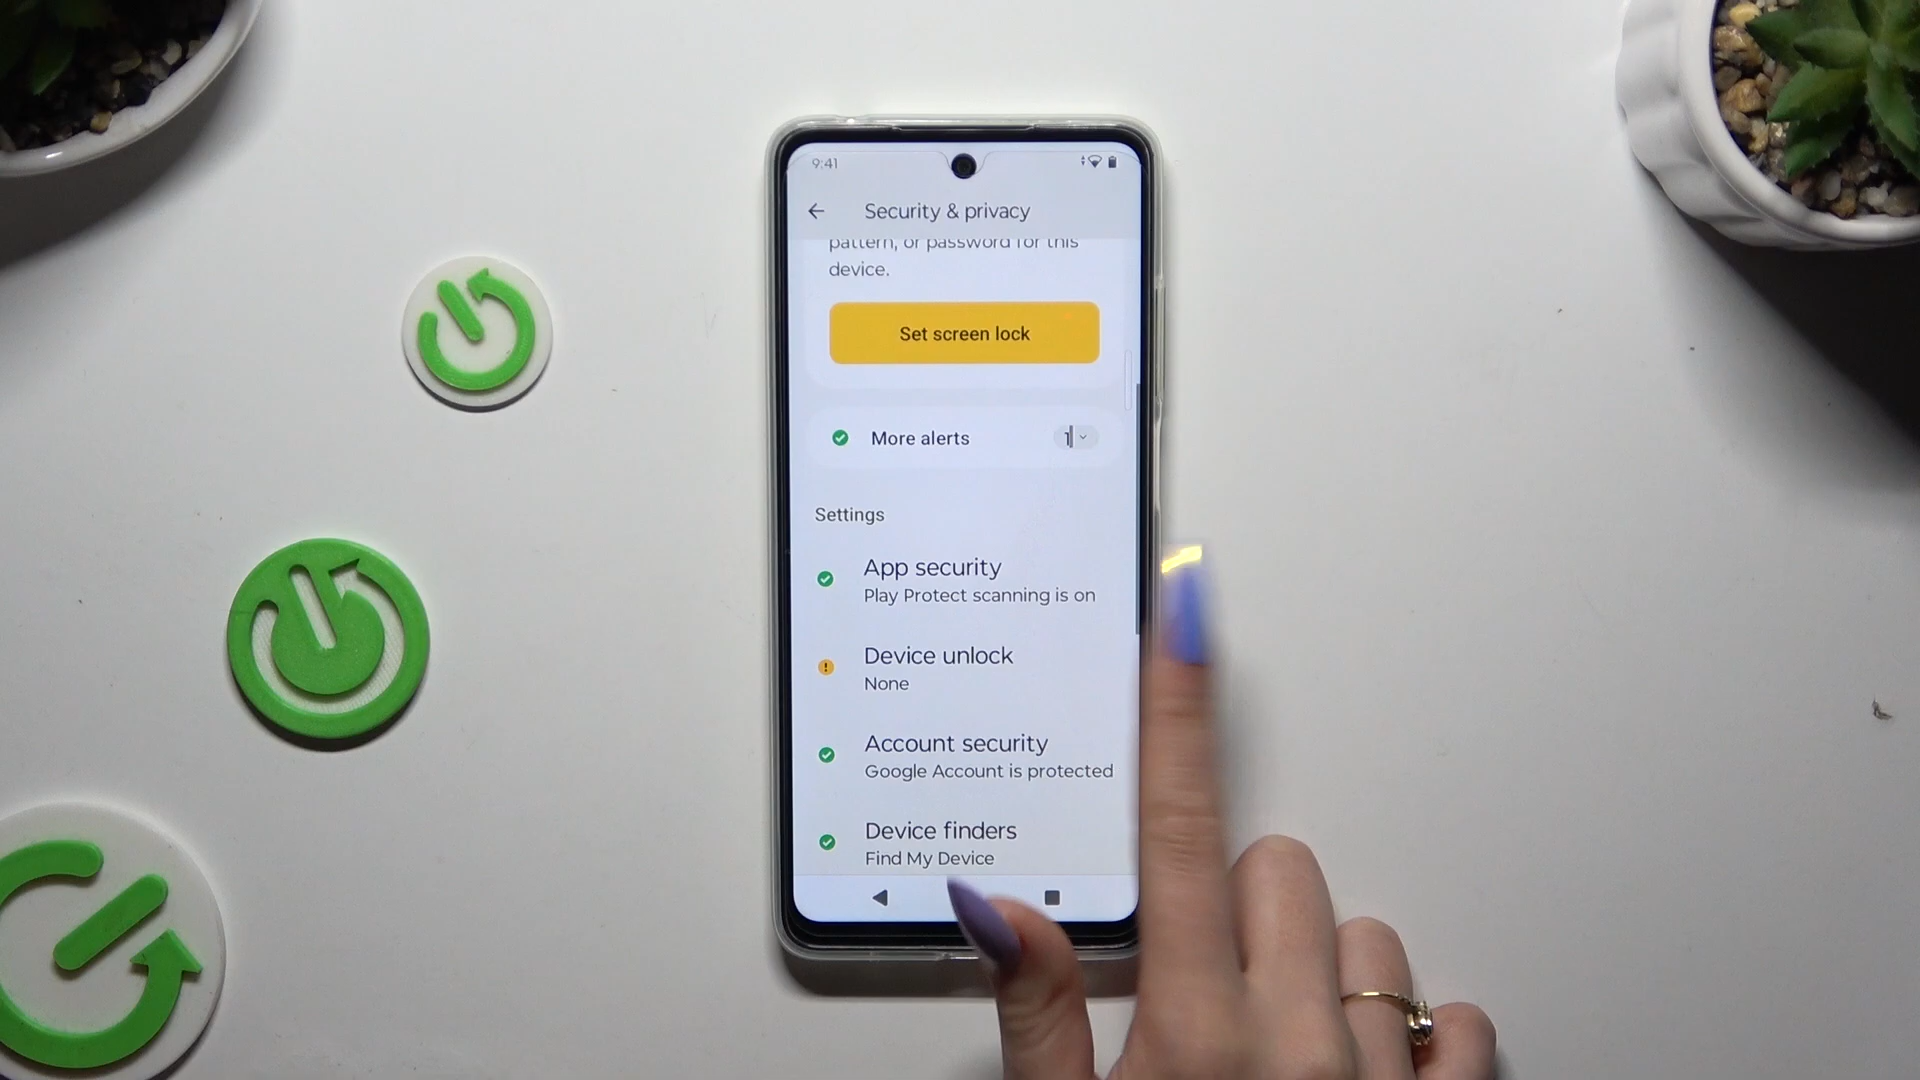 9:41
Security & privacy
pattern, or password for this
device.
Set screen lock
More alerts
1
Settings
App security
Play Protect scanning is on
Device unlock
None
Account security
Google Account is protected
Device finders
Find My Device